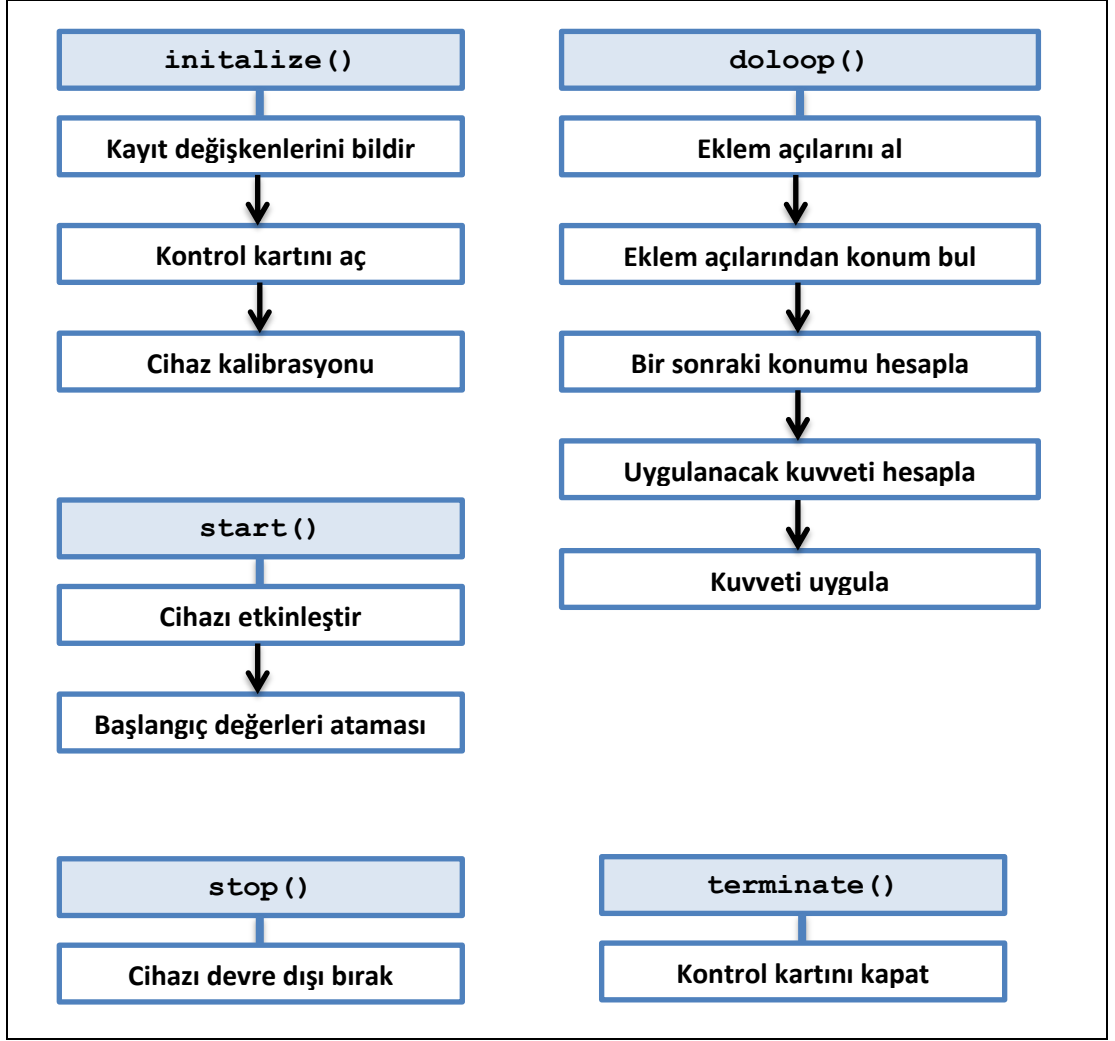 initalize()
Kayıt değişkenlerini bildir
Kontrol kartını aç
Cihaz kalibrasyonu
start()
Cihazı etkinleştir
Başlangıç değerleri ataması
stop()
Cihazı devre dışı bırak
doloop()
Eklem açılarını al
Eklem açılarından konum bul
Bir sonraki konumu hesapla
Uygulanacak kuvveti hesapla
Kuvveti uygula
terminate()
Kontrol kartını kapat